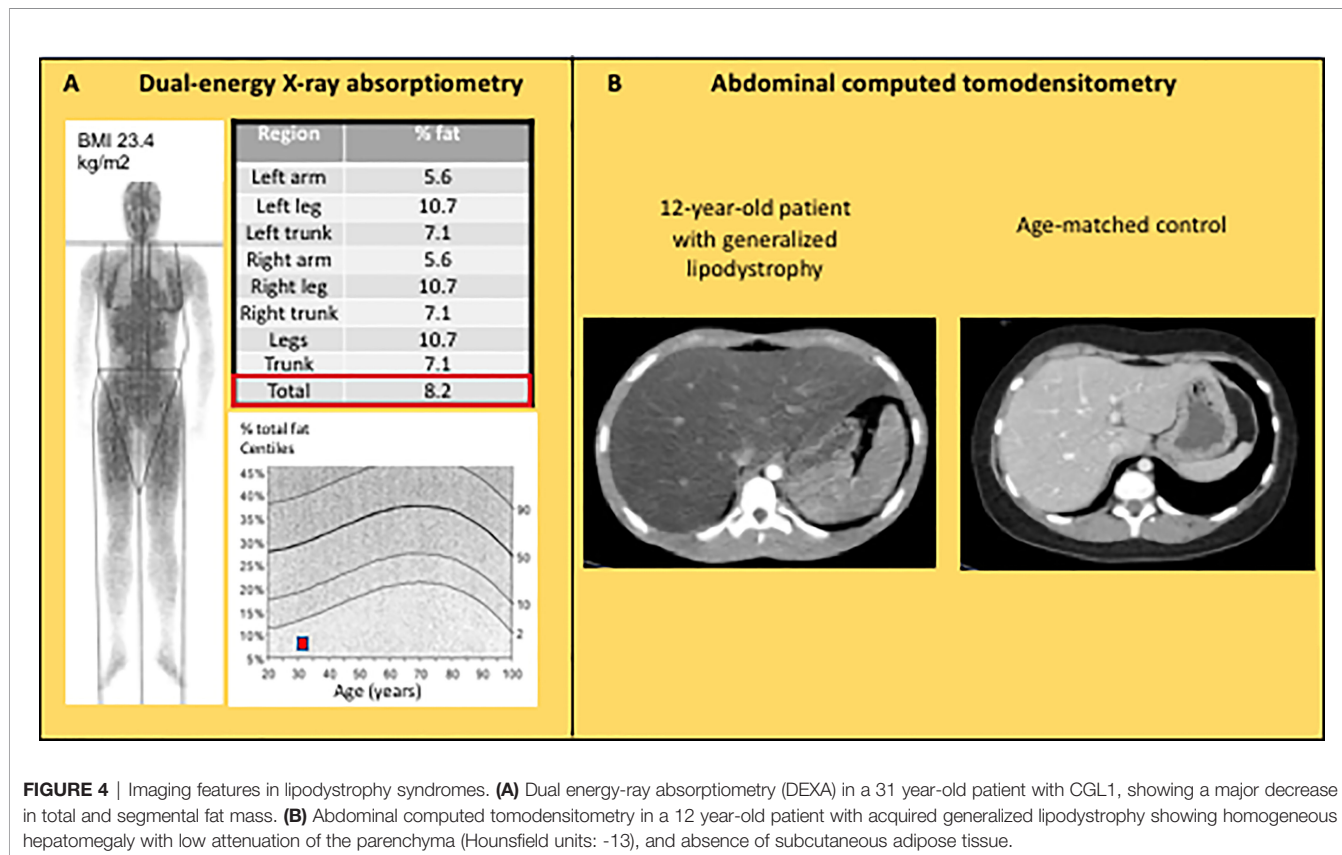 A Dual-energy X-ray absorptiometry
BMI 23.4
kg/m2
Region % fat
Left arm 5.6
Left leg 10.7
Left trunk 7.1
Right arm 5.6
Right leg 10.7
Right trunk 7.1
Legs 10.7
Trunk 7.1
Total 8.2
% total fat
Centiles
45%
40%
35%
30%
25%
20%
15%
10%
5%
90
50
10
2
20 30 40 50 60 70 80 90 100
Age (years)
B Abdominal computed tomodensitometry
12-year-old patient
with generalized
lipodystrophy
Age-matched control
FIGURE 4 | Imaging features in lipodystrophy syndromes. (A) Dual energy-ray absorptiometry (DEXA) in a 31 year-old patient with CGL1, showing a major decrease
in total and segmental fat mass. (B) Abdominal computed tomodensitometry in a 12 year-old patient with acquired generalized lipodystrophy showing homogeneous
hepatomegaly with low attenuation of the parenchyma (Hounsfield units: -13), and absence of subcutaneous adipose tissue.